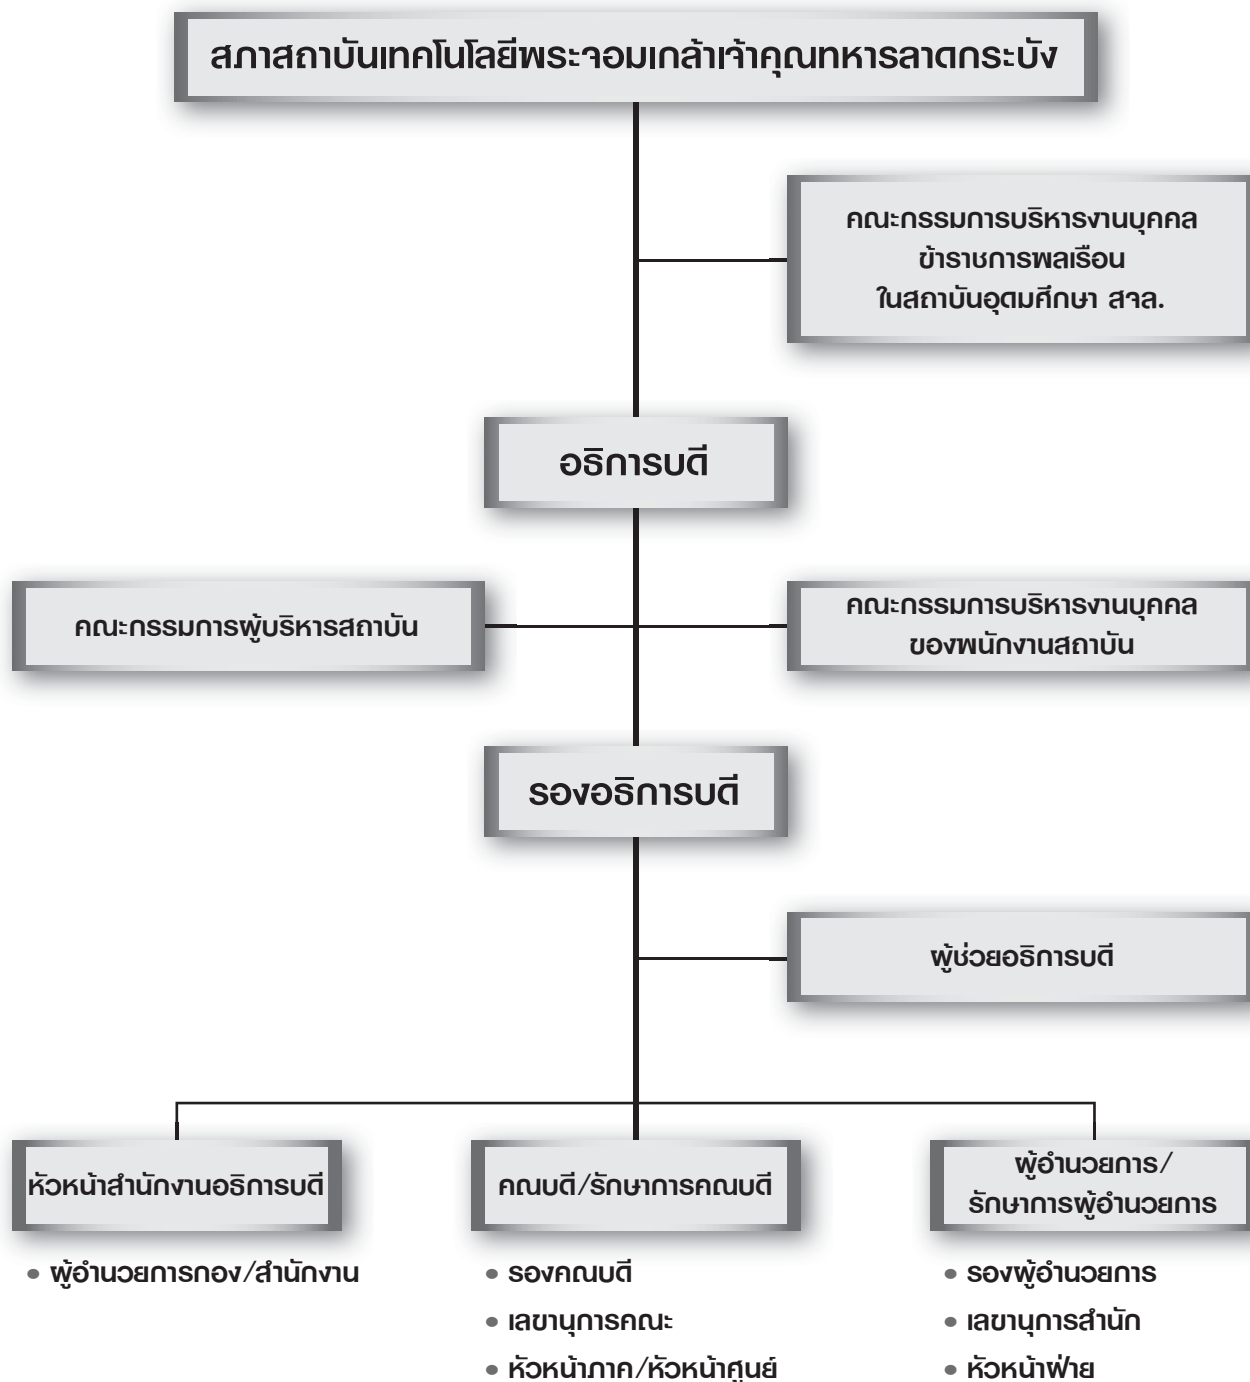 สภาสถาบันเทคโนโลยีพระจอมเกล้าเจ้าคุณทหารลาดกระบัง
คณะกรรมการบริหารงานบุคคล
ข้าราชการพลเรือน
ในสถาบันอุดมศึกษา สจล.
อธิการบดี
คณะกรรมการผู้บริหารสถาบัน
คณะกรรมการบริหารงานบุคคล
ของพนักงานสถาบัน
รองอธิการบดี
ผู้ช่วยอธิการบดี
หัวหน้าสำนักงานอธิการบดี
• ผู้อำนวยการกอง/สำนักงาน
คณบดี/รักษาการคณบดี
• รองคณบดี
• เลขานุการคณะ
• หัวหน้าภาค/หัวหน้าศูนย์
ผู้อำนวยการ/
รักษาการผู้อำนวยการ
• รองผู้อำนวยการ
• เลขานุการสำนัก
• หัวหน้าฝ่าย